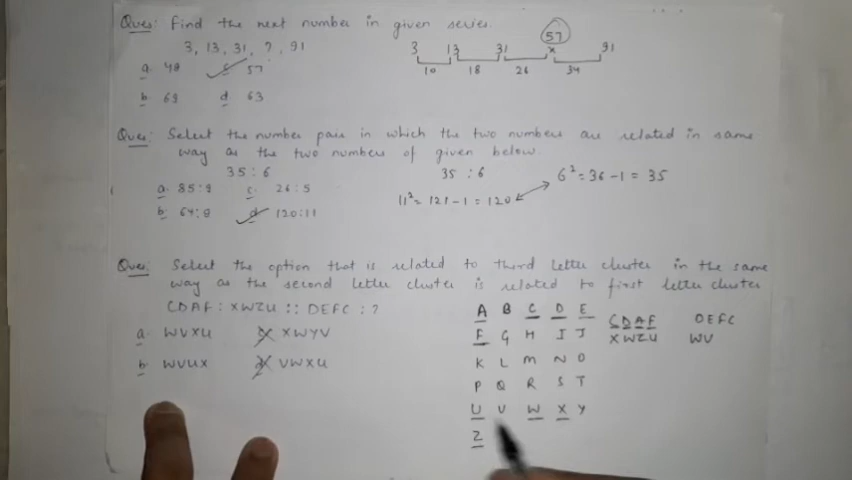 Ques: Find the next number in given series.
3, 13, 31, ?, 91
a. 49 c. 57
b. 69 d. 63
57
3 13 31 x 91
10 18 26 34
Ques: Select the number pair in which the two numbers are related in same
way as the two numbers of given below.
35 : 6
a. 85:9 c. 26:5
b. 64:8 d. 120:11
35 : 6
6² = 36 - 1 = 35
11² = 121 - 1 = 120
Ques: Select the option that is related to third letter cluster in the same
way as the second letter cluster is related to first letter cluster
CDAF : XWZU :: DEFC : ?
a. WVXU c. XWYV
b. WVUX d. VWXU
A B C D E
F G H I J
K L M N O
P Q R S T
U V W X Y
Z
CDAF DEFC
XWZU WV